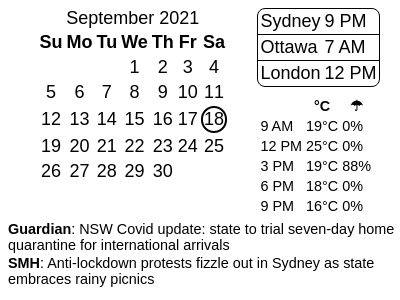 September 2021
Su Mo Tu We Th Fr Sa
1 2 3 4
5 6 7 8 9 10 11
12 13 14 15 16 17 18
19 20 21 22 23 24 25
26 27 28 29 30
Sydney 9 PM
Ottawa 7 AM
London 12 PM
°C ☂
9 AM 19°C 0%
12 PM 25°C 0%
3 PM 19°C 88%
6 PM 18°C 0%
9 PM 16°C 0%
Guardian: NSW Covid update: state to trial seven-day home
quarantine for international arrivals
SMH: Anti-lockdown protests fizzle out in Sydney as state
embraces rainy picnics